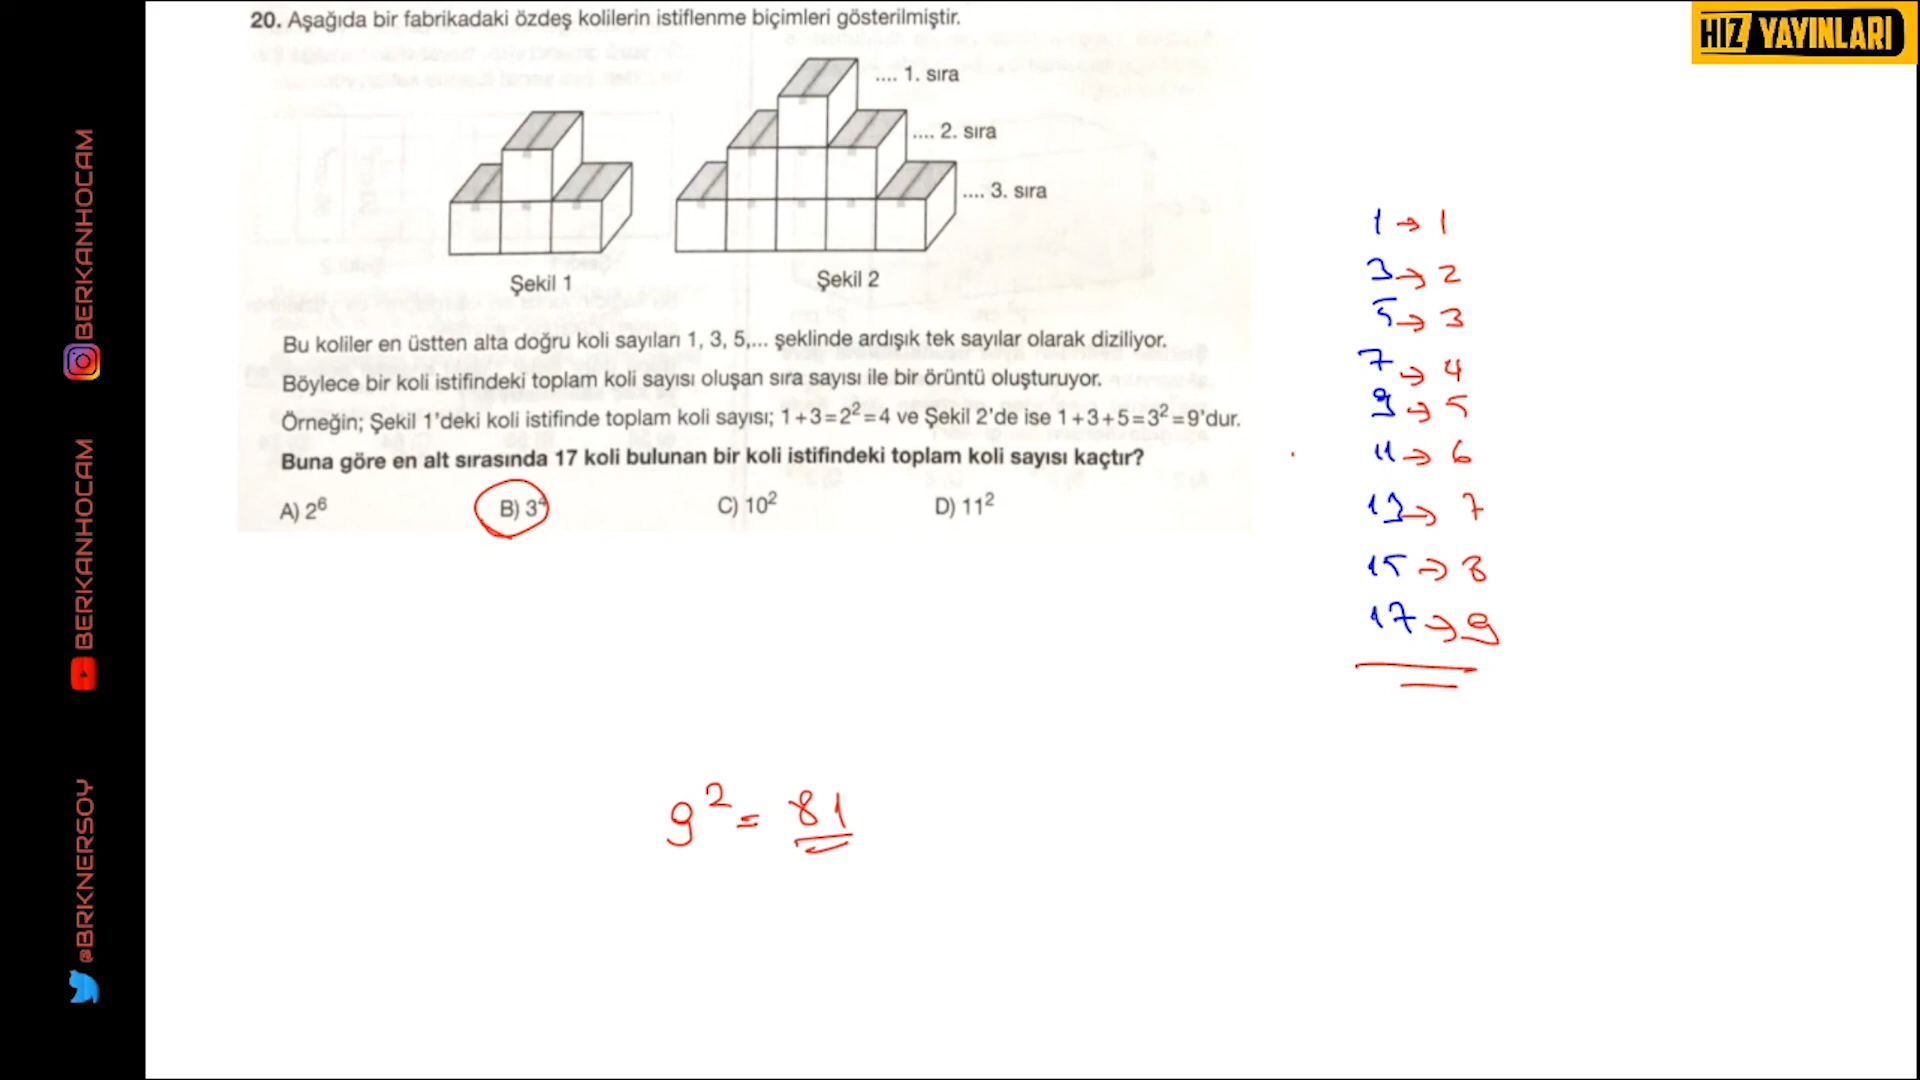 20. Aşağıda bir fabrikadaki özdeş kolilerin istiflenme biçimleri gösterilmiştir.
HIZ YAYINLARI
.... 1. sıra
.... 2. sıra
.... 3. sıra
Şekil 1
Şekil 2
Bu koliler en üstten alta doğru koli sayıları 1, 3, 5,... şeklinde ardışık tek sayılar olarak diziliyor.
Böylece bir koli istifindeki toplam koli sayısı oluşan sıra sayısı ile bir örüntü oluşturuyor.
Örneğin; Şekil 1'deki koli istifinde toplam koli sayısı; 1+3=2²=4 ve Şekil 2'de ise 1+3+5=3²=9'dur.
Buna göre en alt sırasında 17 koli bulunan bir koli istifindeki toplam koli sayısı kaçtır?
A) 2⁶ B) 3⁴ C) 10² D) 11²
1 → 1
3 → 2
5 → 3
7 → 4
9 → 5
11 → 6
13 → 7
15 → 8
17 → 9
9² = 81
BERKANHOCAM
BERKANHOCAM
@BRKNERSOY